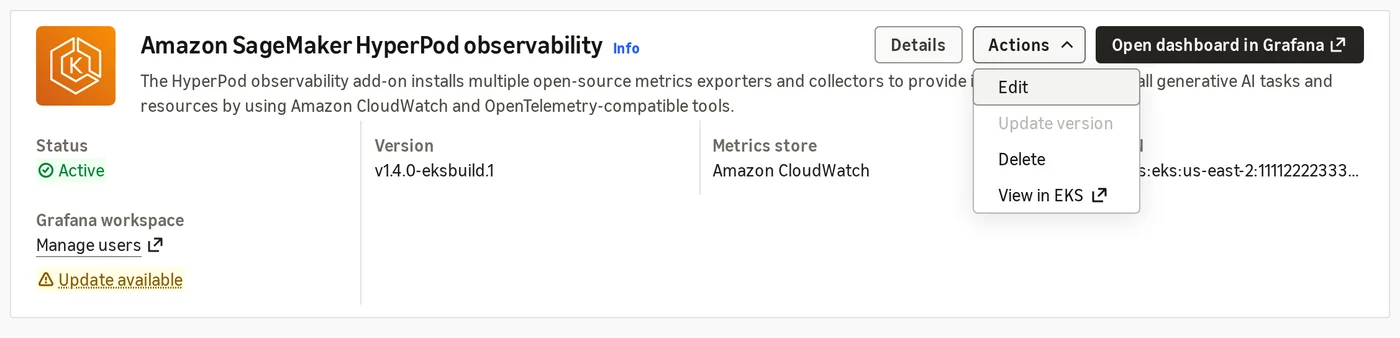 Amazon SageMaker HyperPod observability Info
Details
Actions
Open dashboard in Grafana
The HyperPod observability add-on installs multiple open-source metrics exporters and collectors to provide all generative AI tasks and
resources by using Amazon CloudWatch and OpenTelemetry-compatible tools.
Edit
Update version
Delete
View in EKS
Status
Active
Version
v1.4.0-eksbuild.1
Metrics store
Amazon CloudWatch
s:eks:us-east-2:11112222333...
Grafana workspace
Manage users
Update available
K